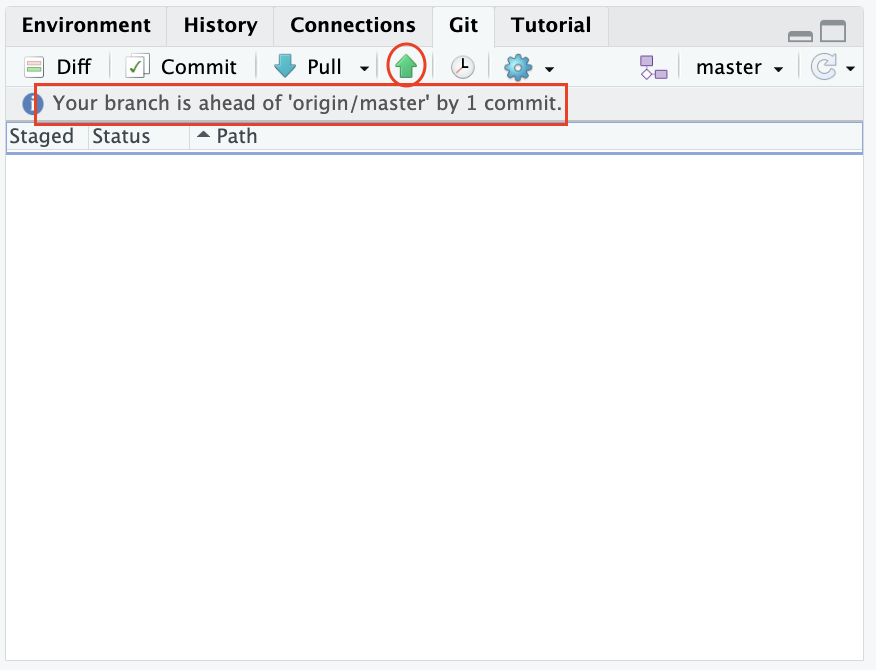 Environment History Connections Git Tutorial
Diff Commit Pull master
Your branch is ahead of 'origin/master' by 1 commit.
Staged Status Path